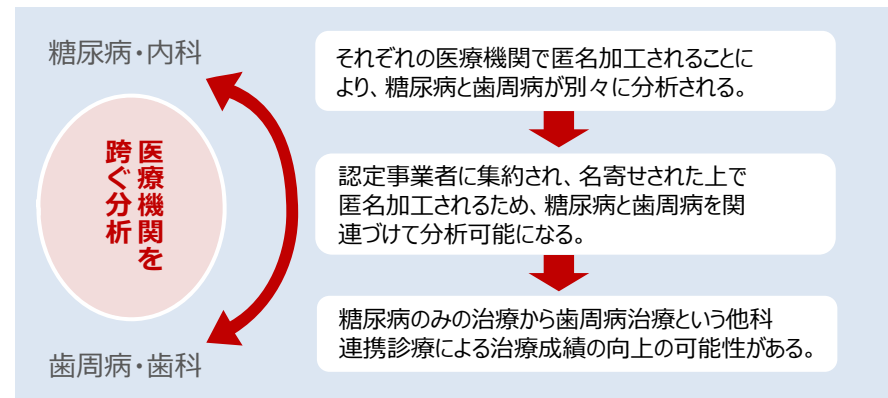 糖尿病・内科
医療機関を
跨ぐ分析
歯周病・歯科
それぞれの医療機関で匿名加工されることに
より、糖尿病と歯周病が別々に分析される。
認定事業者に集約され、名寄せされた上で
匿名加工されるため、糖尿病と歯周病を関
連づけて分析可能になる。
糖尿病のみの治療から歯周病治療という他科
連携診療による治療成績の向上の可能性がある。